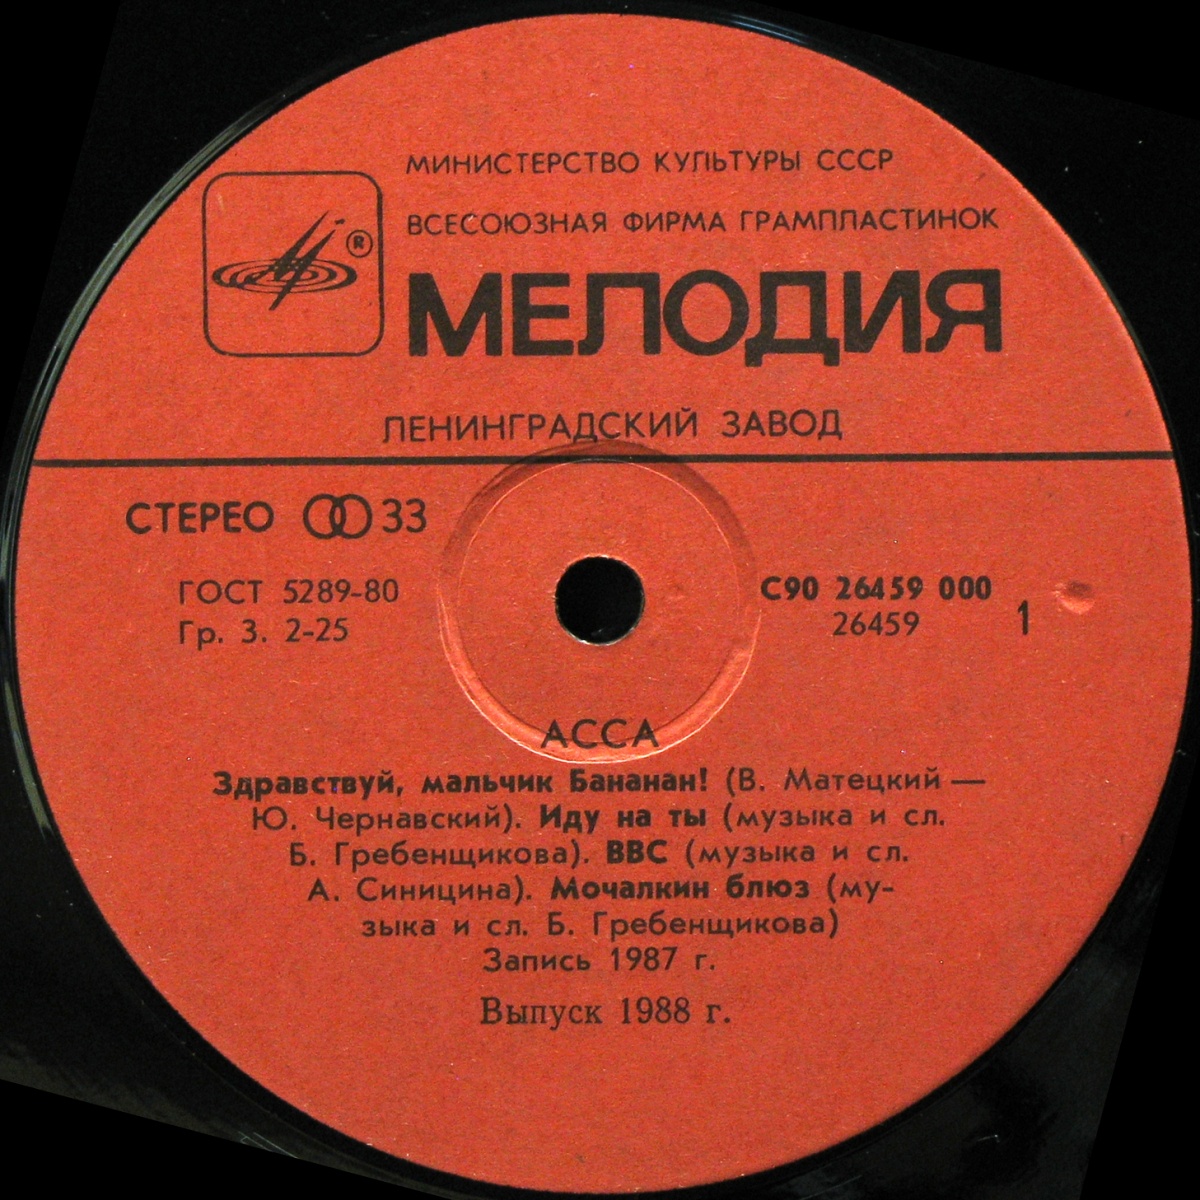 МИНИСТЕРСТВО КУЛЬТУРЫ СССР
ВСЕСОЮЗНАЯ ФИРМА ГРАМПЛАСТИНОК
®
МЕЛОДИЯ
ЛЕНИНГРАДСКИЙ ЗАВОД
СТЕРЕО 33
ГОСТ 5289-80
Гр. 3. 2-25
С90 26459 000
26459
1
АССА
Здравствуй, мальчик Бананан! (В. Матецкий —
Ю. Чернавский). Иду на ты (музыка и сл.
Б. Гребенщикова). ВВС (музыка и сл.
А. Синицина). Мочалкин блюз (му-
зыка и сл. Б. Гребенщикова)
Запись 1987 г.
Выпуск 1988 г.